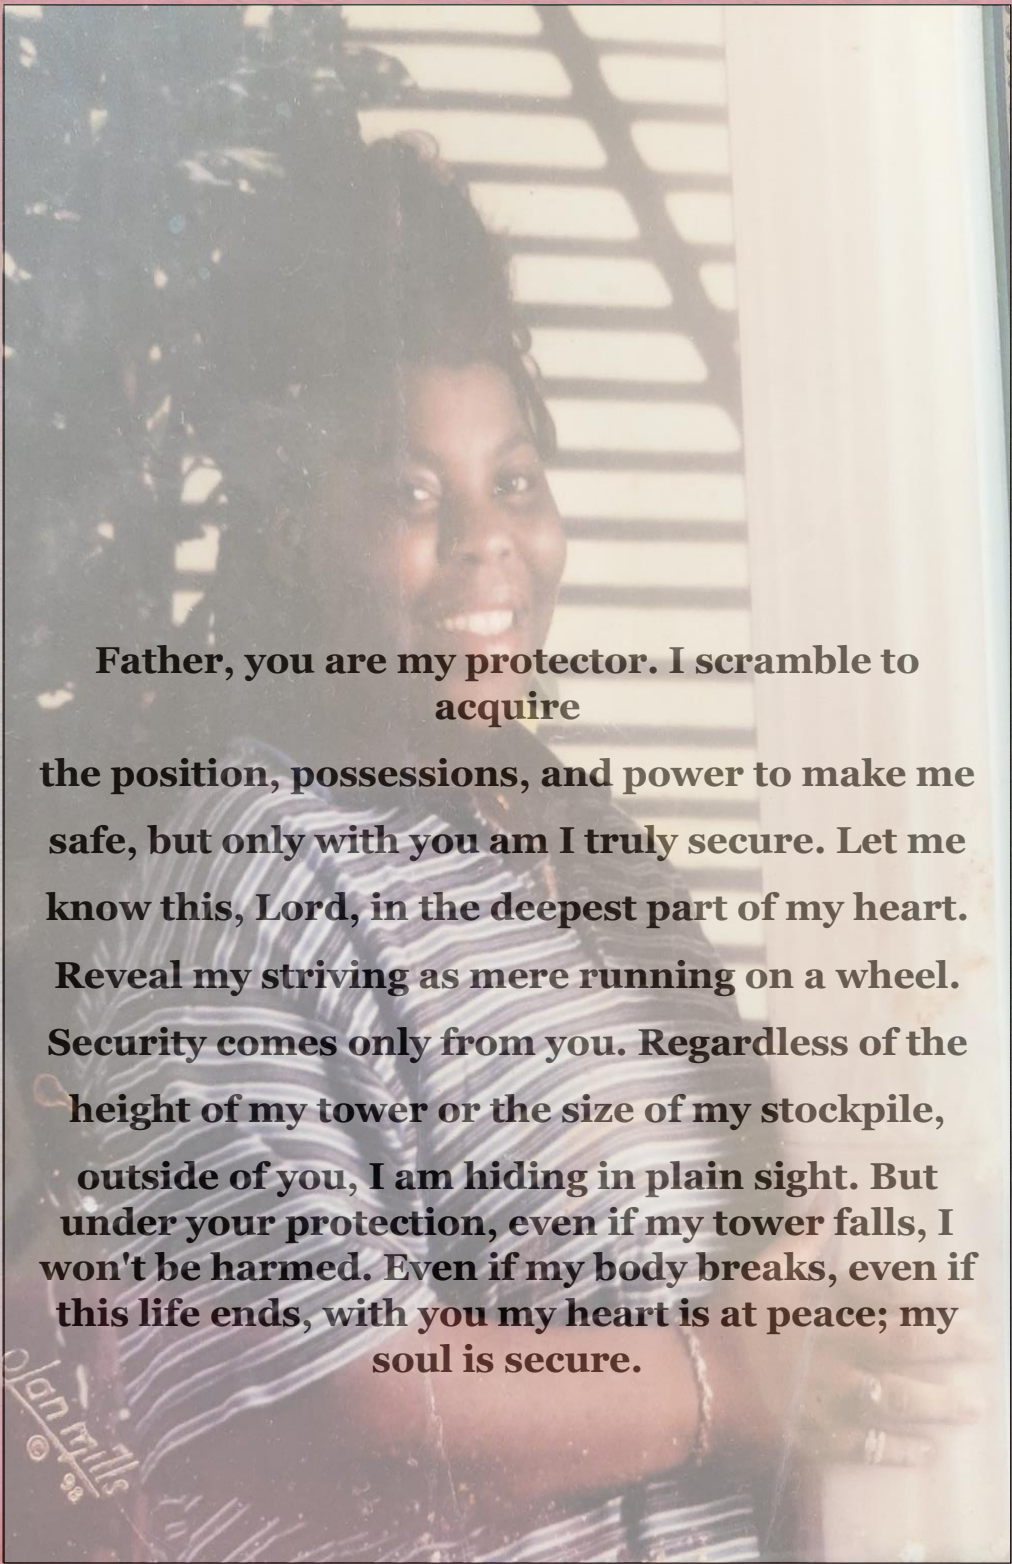 Father, you are my protector. I scramble to
acquire
the position, possessions, and power to make me
safe, but only with you am I truly secure. Let me
know this, Lord, in the deepest part of my heart.
Reveal my striving as mere running on a wheel.
Security comes only from you. Regardless of the
height of my tower or the size of my stockpile,
outside of you, I am hiding in plain sight. But
under your protection, even if my tower falls, I
won't be harmed. Even if my body breaks, even if
this life ends, with you my heart is at peace; my
soul is secure.
Olan Mills
© 98